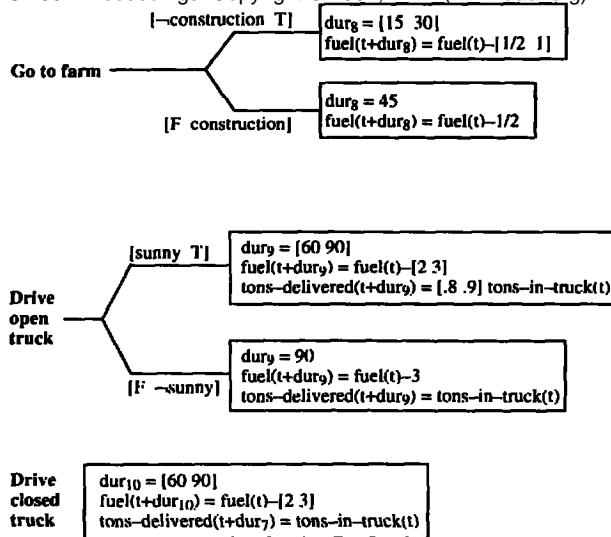 [¬construction T]
dur8 = [15 30]
fuel(t+dur8) = fuel(t)–[1/2 1]
Go to farm
dur8 = 45
fuel(t+dur8) = fuel(t)–1/2
[F construction]
[sunny T]
dur9 = [60 90]
fuel(t+dur9) = fuel(t)–[2 3]
tons–delivered(t+dur9) = [.8 .9] tons–in–truck(t)
Drive
open
truck
dur9 = 90
fuel(t+dur9) = fuel(t)–3
tons–delivered(t+dur9) = tons–in–truck(t)
[F ¬sunny]
Drive
closed
truck
dur10 = [60 90]
fuel(t+dur10) = fuel(t)–[2 3]
tons–delivered(t+dur7) = tons–in–truck(t)